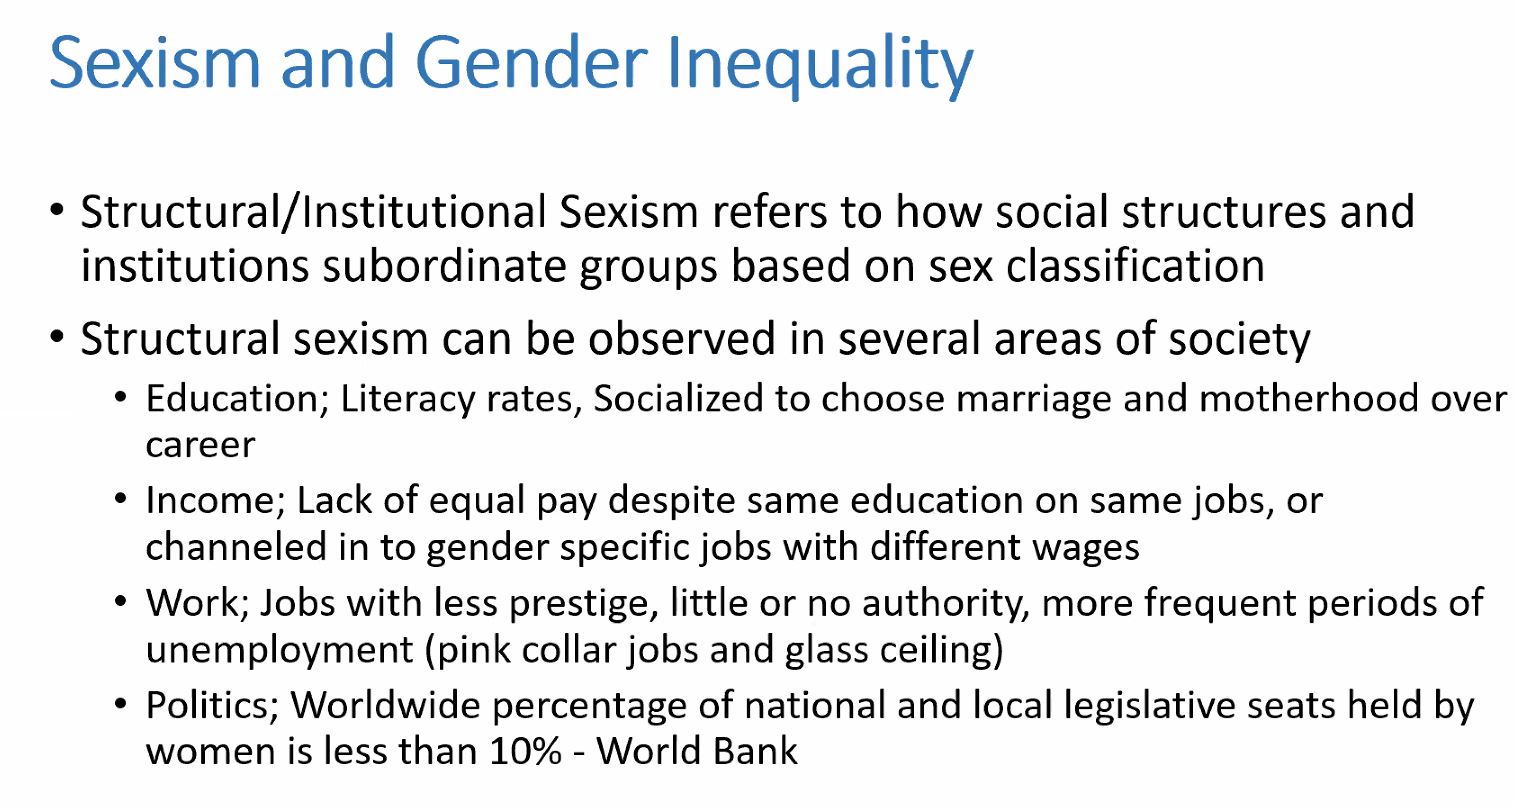 Sexism and Gender Inequality
• Structural/Institutional Sexism refers to how social structures and
institutions subordinate groups based on sex classification
• Structural sexism can be observed in several areas of society
• Education; Literacy rates, Socialized to choose marriage and motherhood over
career
• Income; Lack of equal pay despite same education on same jobs, or
channeled in to gender specific jobs with different wages
• Work; Jobs with less prestige, little or no authority, more frequent periods of
unemployment (pink collar jobs and glass ceiling)
• Politics; Worldwide percentage of national and local legislative seats held by
women is less than 10% - World Bank